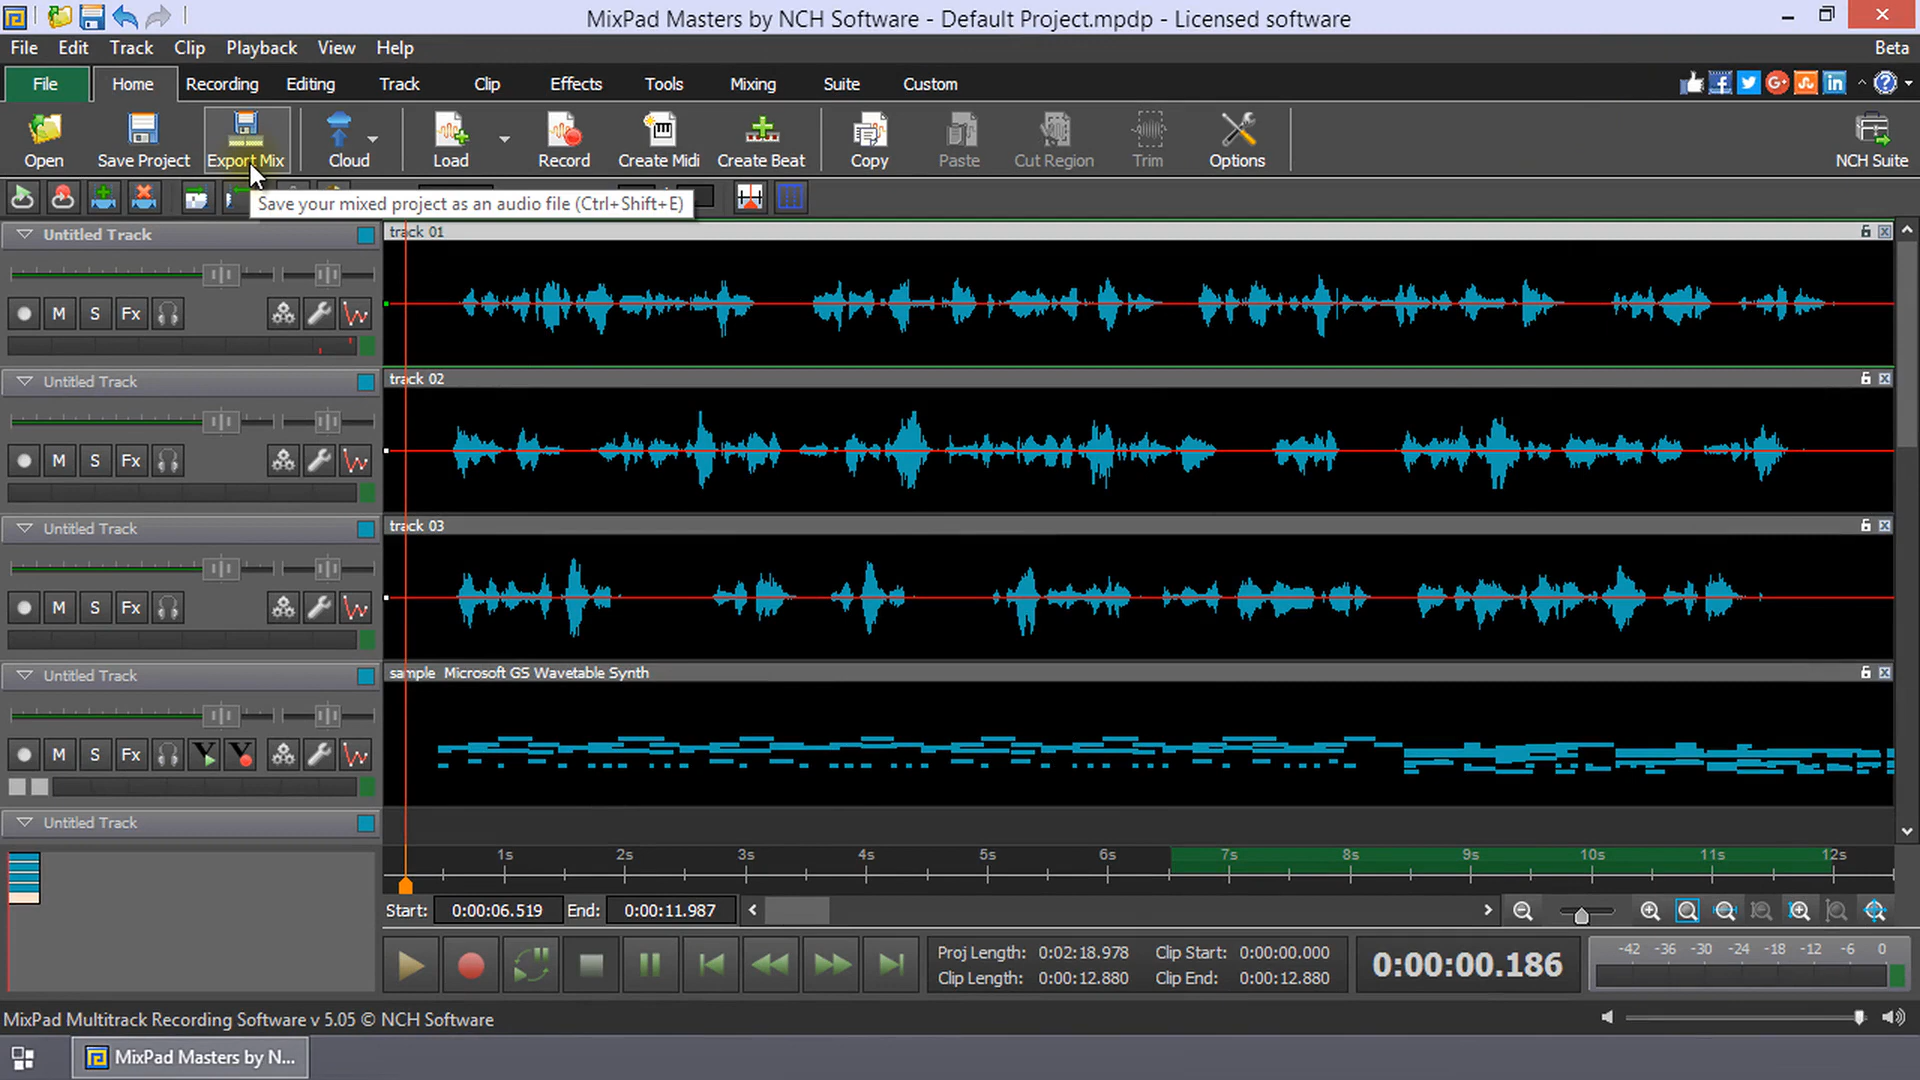 MixPad Masters by NCH Software - Default Project.mpdp - Licensed software
File Edit Track Clip Playback View Help Beta
File Home Recording Editing Track Clip Effects Tools Mixing Suite Custom
Open Save Project Export Mix Cloud Load Record Create Midi Create Beat Copy Paste Cut Region Trim Options NCH Suite
Save your mixed project as an audio file (Ctrl+Shift+E)
Untitled Track track 01
M S Fx
Untitled Track track 02
M S Fx
Untitled Track track 03
M S Fx
Untitled Track sample Microsoft GS Wavetable Synth
M S Fx V V
Untitled Track
1s 2s 3s 4s 5s 6s 7s 8s 9s 10s 11s 12s
Start: 0:00:06.519 End: 0:00:11.987
Proj Length: 0:02:18.978 Clip Start: 0:00:00.000
Clip Length: 0:00:12.880 Clip End: 0:00:12.880
0:00:00.186
-42 -36 -30 -24 -18 -12 -6 0
MixPad Multitrack Recording Software v 5.05 © NCH Software
MixPad Masters by N...